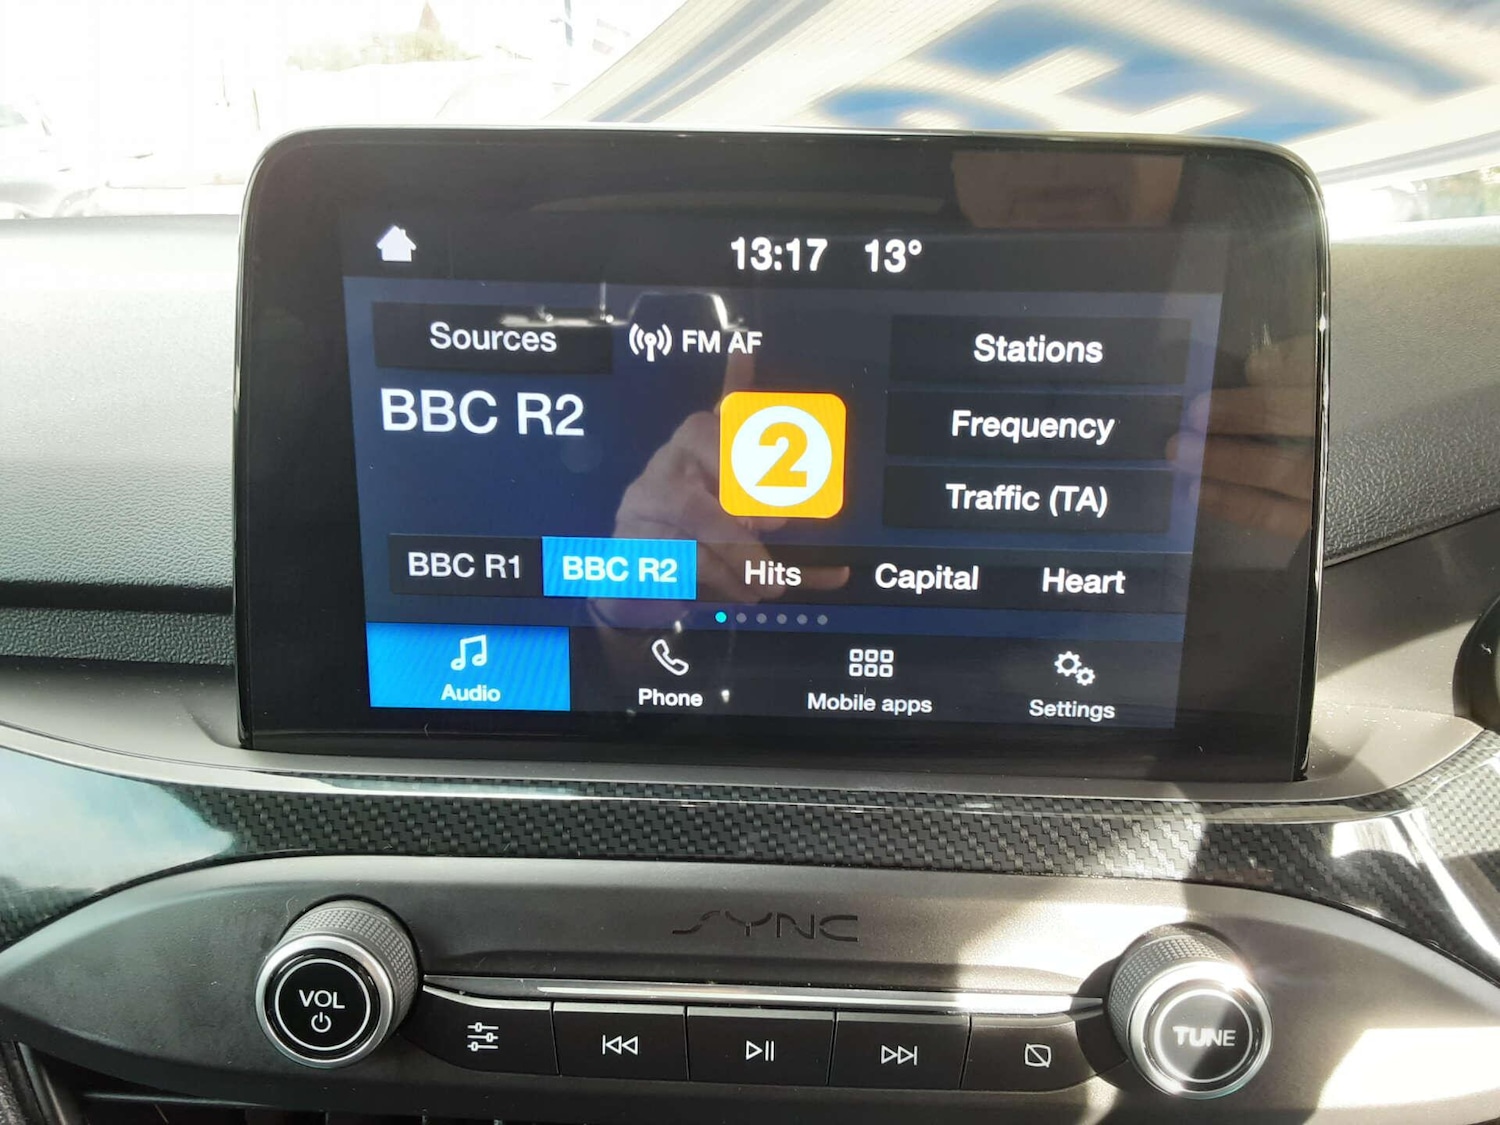 13:17 13°
Sources FM AF Stations
BBC R2
2
Frequency
Traffic (TA)
BBC R1 BBC R2 Hits Capital Heart
Audio Phone Mobile apps Settings
SYNC
VOL
TUNE